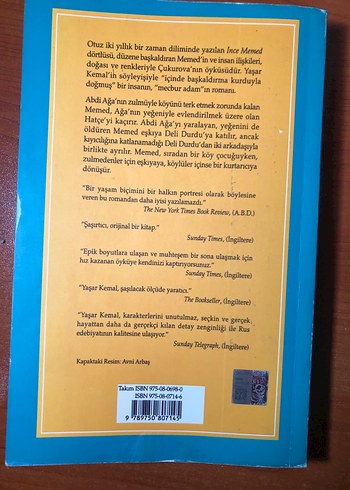 Otuz iki yıllık bir zaman diliminde yazılan İnce Memed
dörtlüsü, düzene başkaldıran Memed'in ve insan ilişkileri,
doğası ve renkleriyle Çukurova'nın öyküsüdür. Yaşar
Kemal'in söyleyişiyle "içinde başkaldırma kurduyla
doğmuş" bir insanın, "mecbur adam"ın romanı.
Abdi Ağa'nın zulmüyle köyünü terk etmek zorunda kalan
Memed, Ağa'nın yeğeniyle evlendirilmek üzere olan
Hatçe'yi kaçırır. Abdi Ağa'yı yaralayan, yeğenini de
öldüren Memed eşkıya Deli Durdu'ya katılır, ancak
kıyıcılığına katlanamadığı Deli Durdu'dan iki arkadaşıyla
birlikte ayrılır. Memed, sıradan bir köy çocuğuyken,
zulmedenler için eşkıyaya, köylüler içinse bir kurtarıcıya
dönüşür.
"Bir yaşam biçimini bir halkın portresi olarak böylesine
veren bu romandan daha iyisi yazılamazdı."
The New York Times Book Review, (A.B.D.)
"Şaşırtıcı, orijinal bir kitap."
Sunday Times, (İngiltere)
"Epik boyutlara ulaşan ve muhteşem bir sona ulaşmak için
hız kazanan öyküye kendinizi kaptırıyorsunuz."
Sunday Times, (İngiltere)
"Yaşar Kemal, şaşılacak ölçüde yaratıcı."
The Bookseller, (İngiltere)
"Yaşar Kemal, karakterlerini unutulmaz, seçkin ve gerçek
hayattan daha da gerçekçi kılan detay zenginliği ile Rus
edebiyatının kalitesine ulaşıyor."
Sunday Telegraph, (İngiltere)
Kapaktaki Resim: Avni Arbaş
Takım ISBN 975-08-0698-0
ISBN 975-08-0714-6
9 789750 807145